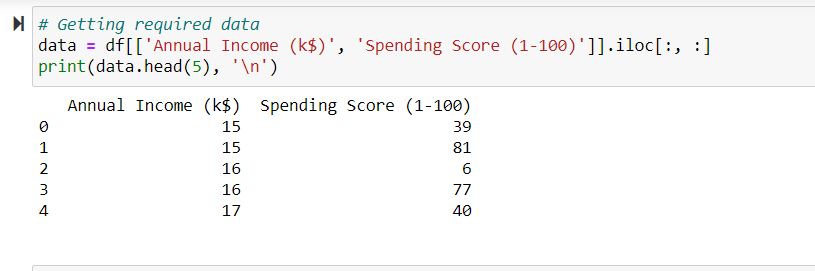 # Getting required data
data = df[['Annual Income (k$)', 'Spending Score (1-100)']].iloc[:, :]
print(data.head(5), '\n')
Annual Income (k$) Spending Score (1-100)
0 15 39
1 15 81
2 16 6
3 16 77
4 17 40